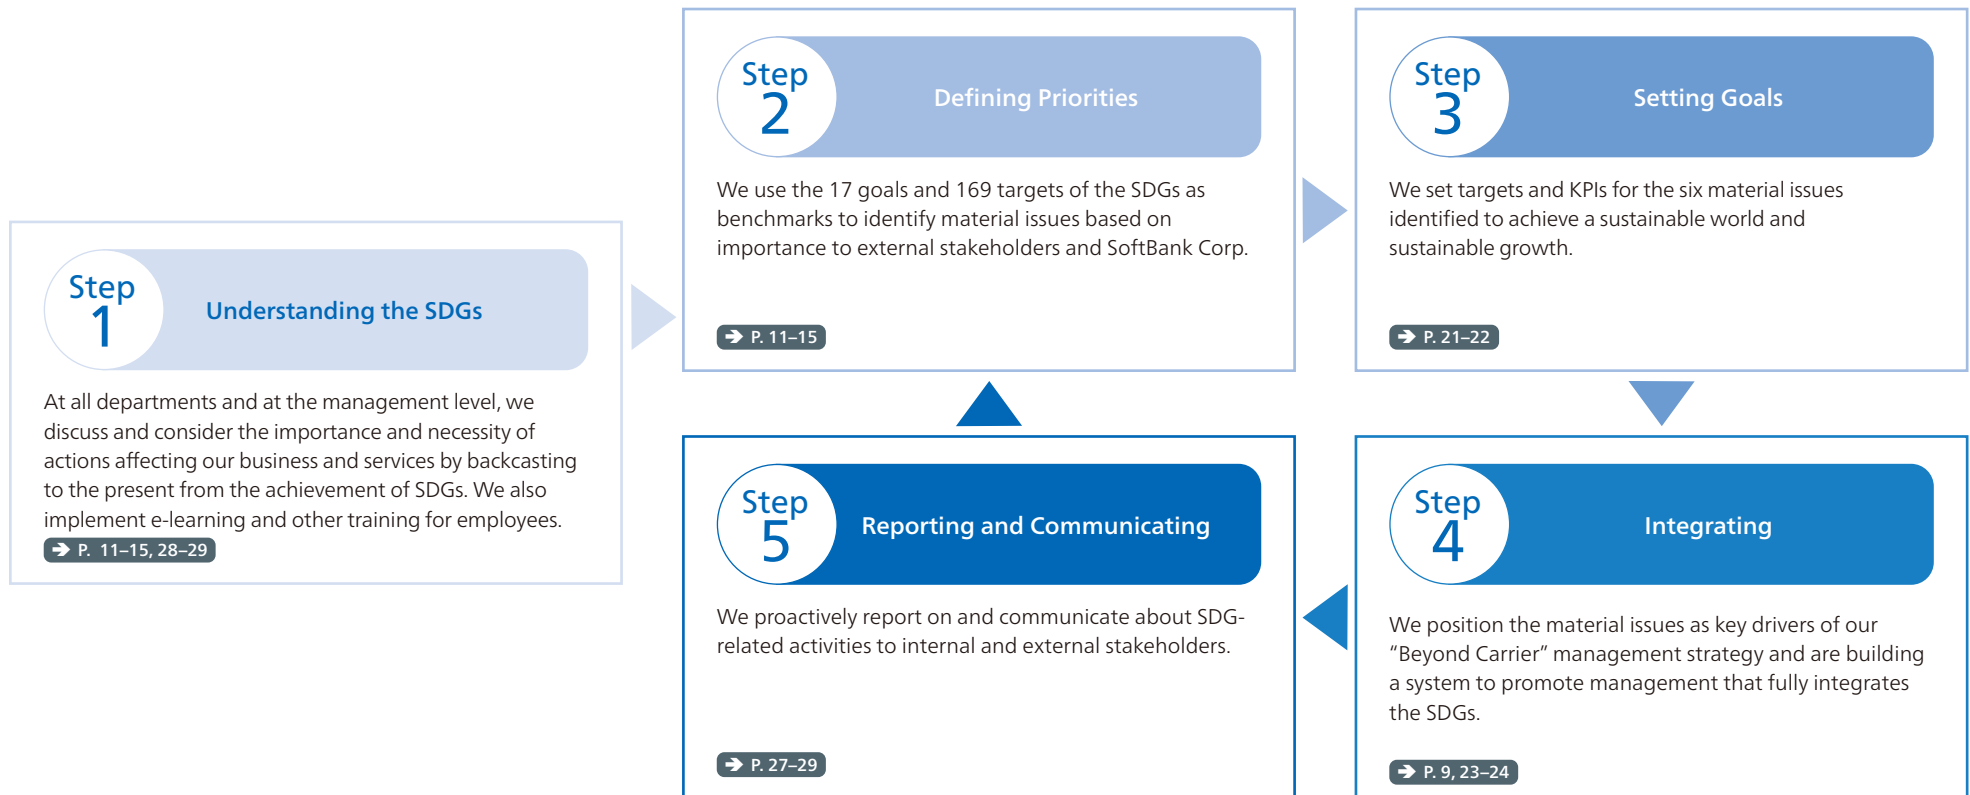 Step
1
Understanding the SDGs
At all departments and at the management level, we
discuss and consider the importance and necessity of
actions affecting our business and services by backcasting
to the present from the achievement of SDGs. We also
implement e-learning and other training for employees.
➔ P. 11–15, 28–29
Step
2
Defining Priorities
We use the 17 goals and 169 targets of the SDGs as
benchmarks to identify material issues based on
importance to external stakeholders and SoftBank Corp.
➔ P. 11–15
Step
3
Setting Goals
We set targets and KPIs for the six material issues
identified to achieve a sustainable world and
sustainable growth.
➔ P. 21–22
Step
4
Integrating
We position the material issues as key drivers of our
“Beyond Carrier” management strategy and are building
a system to promote management that fully integrates
the SDGs.
➔ P. 9, 23–24
Step
5
Reporting and Communicating
We proactively report on and communicate about SDG-
related activities to internal and external stakeholders.
➔ P. 27–29